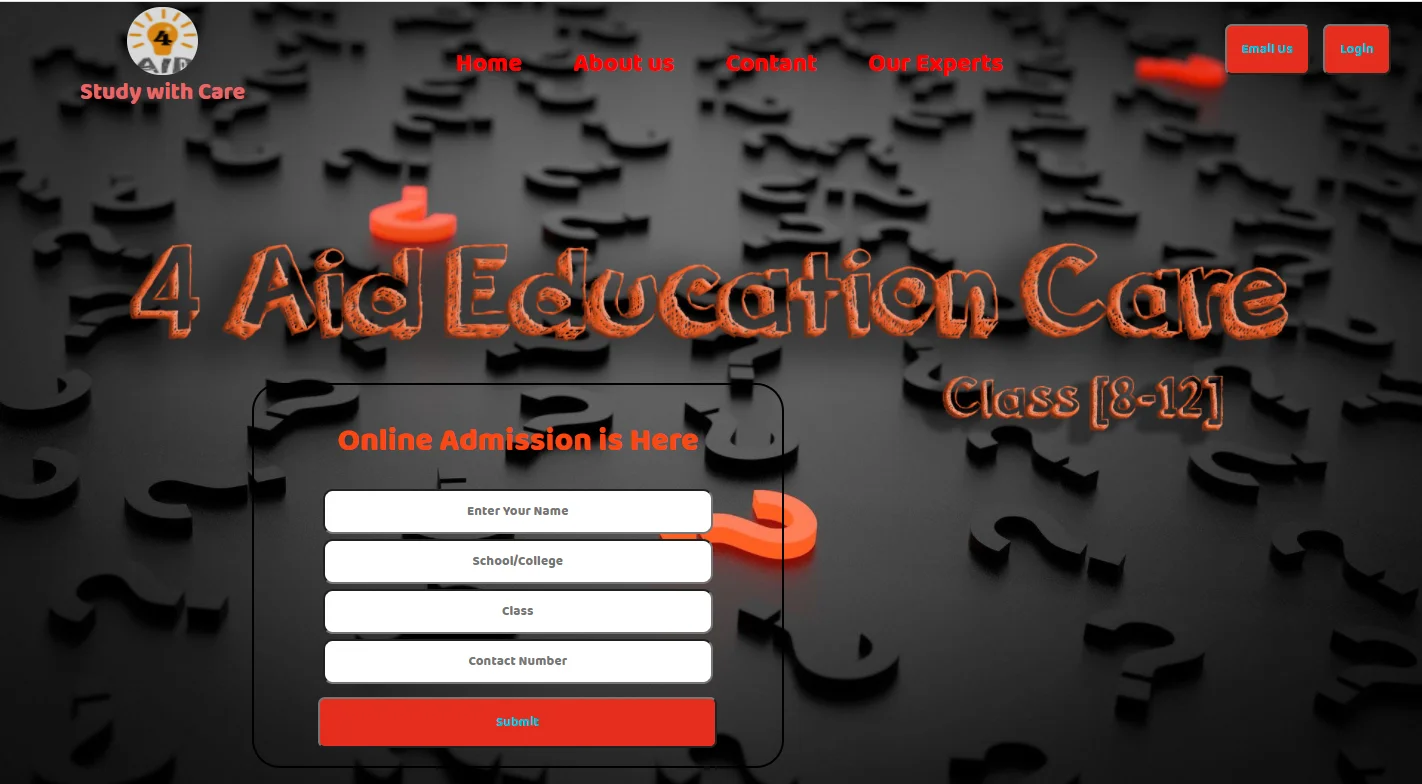 4
AID
Study with Care
Home
About us
Contant
Our Experts
Email Us
Login
4 Aid Education Care
Class [8-12]
Online Admission is Here
Enter Your Name
School/College
Class
Contact Number
Submit